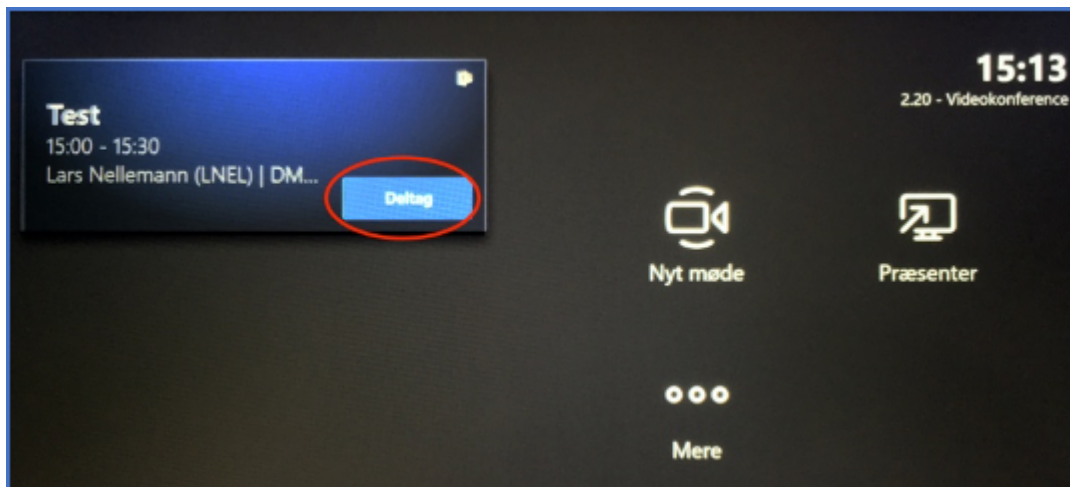 Test
15:00 - 15:30
Lars Nellemann (LNEL) | DM...
Deltag
15:13
2.20 - Videokonference
Nyt møde
Præsenter
Mere